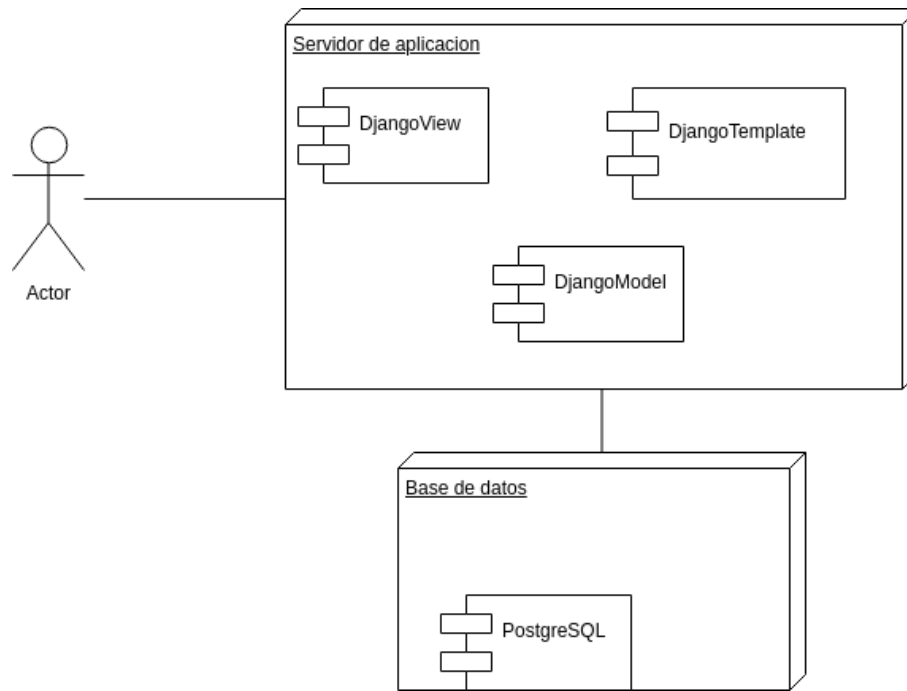 Servidor de aplicacion
DjangoView
DjangoTemplate
DjangoModel
Actor
Base de datos
PostgreSQL